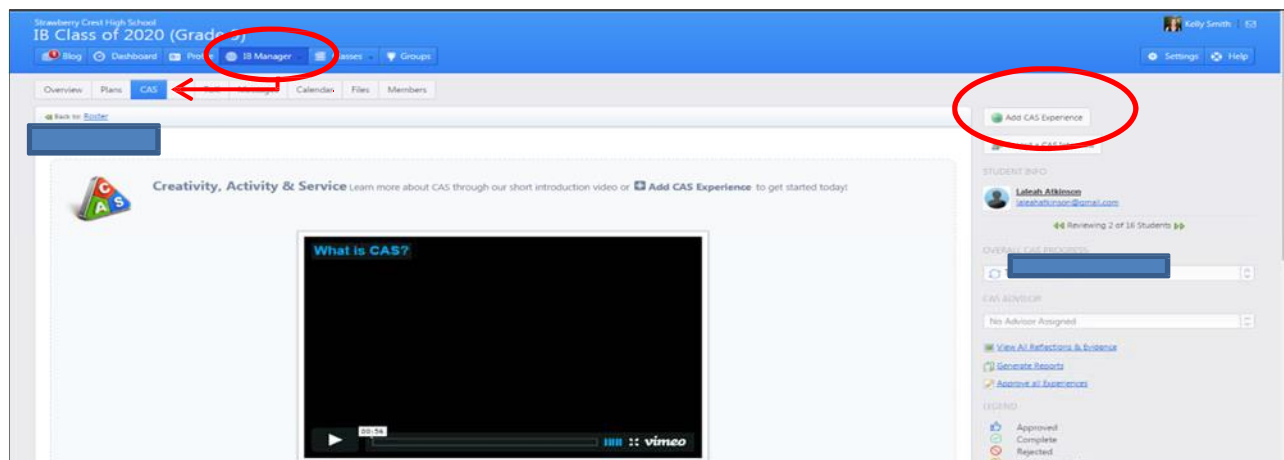 Strawberry Crest High School
IB Class of 2020 (Grade 9)
Kelly Smith
Blog Dashboard Profile IB Manager Classes Groups
Settings Help
Overview Plans CAS Calendar Files Members
Back to: Roster
Add CAS Experience
Creativity, Activity & Service Learn more about CAS through our short introduction video or Add CAS Experience to get started today!
CAS
What is CAS?
00:56
vimeo
STUDENT INFO
Laleah Atkinson
laleahatkinson@gmail.com
Reviewing 2 of 16 Students
OVERALL CAS PROGRESS
CAS ADVISOR
No Advisor Assigned
View All Reflections & Evidence
Generate Reports
Approve all Experiences
LEGEND
Approved
Complete
Rejected